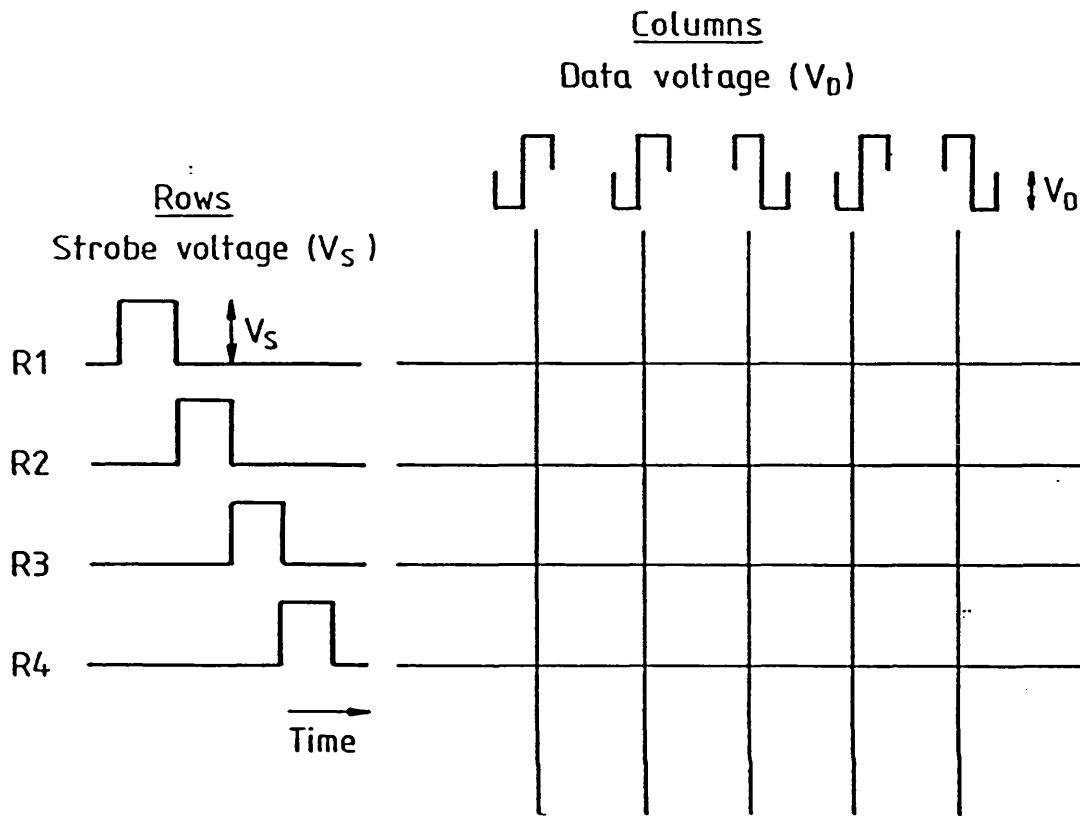 Columns
Data voltage (V_D)
V_D
Rows
Strobe voltage (V_S)
V_S
R1
R2
R3
R4
Time